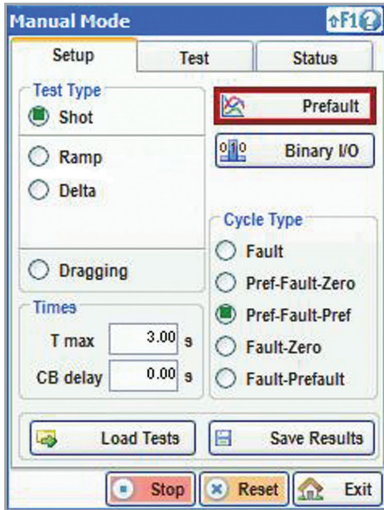 Manual Mode
F1
Setup Test Status
Test Type
Shot
Ramp
Delta
Dragging
Prefault
010 Binary I/O
Cycle Type
Fault
Pref-Fault-Zero
Pref-Fault-Pref
Fault-Zero
Fault-Prefault
Times
T max 3.00 s
CB delay 0.00 s
Load Tests Save Results
Stop Reset Exit